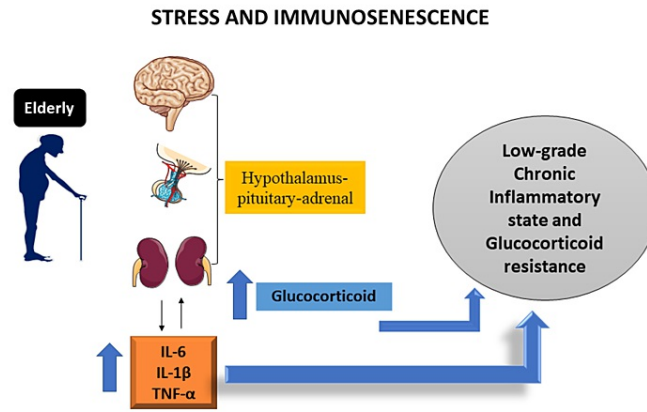 STRESS AND IMMUNOSENESCENCE
Elderly
Hypothalamus-
pituitary-adrenal
Low-grade
Chronic
Inflammatory
state and
Glucocorticoid
resistance
Glucocorticoid
IL-6
IL-1β
TNF-α